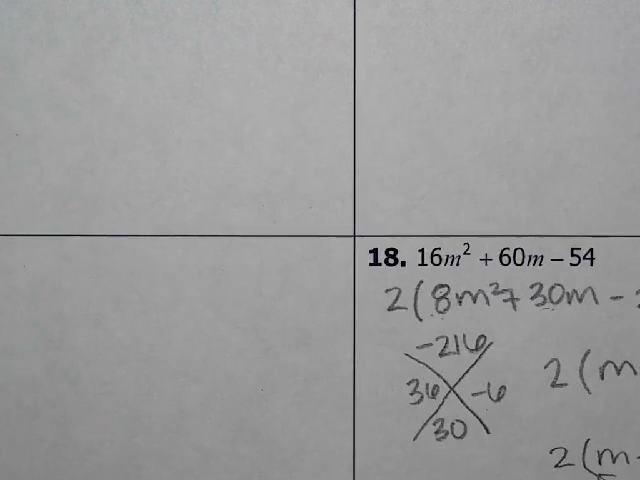 18. 16m² + 60m − 54
2(8m² + 30m −
−216
36 −6
2(m
30
2(m